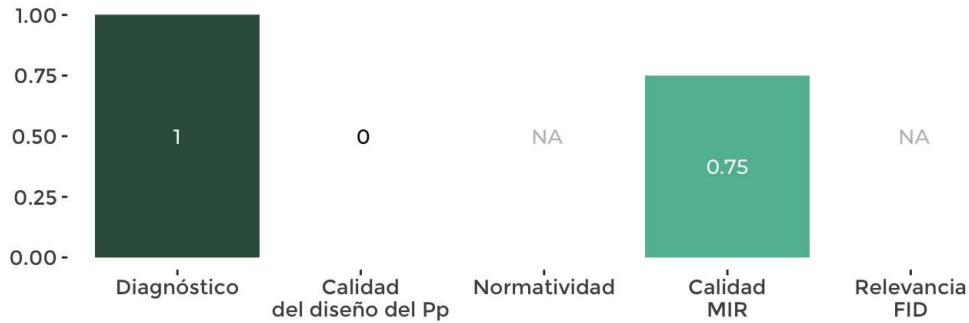 1.00
0.75
0.50
0.25
0.00
1
0
NA
0.75
NA
Diagnóstico
Calidad
del diseño del Pp
Normatividad
Calidad
MIR
Relevancia
FID